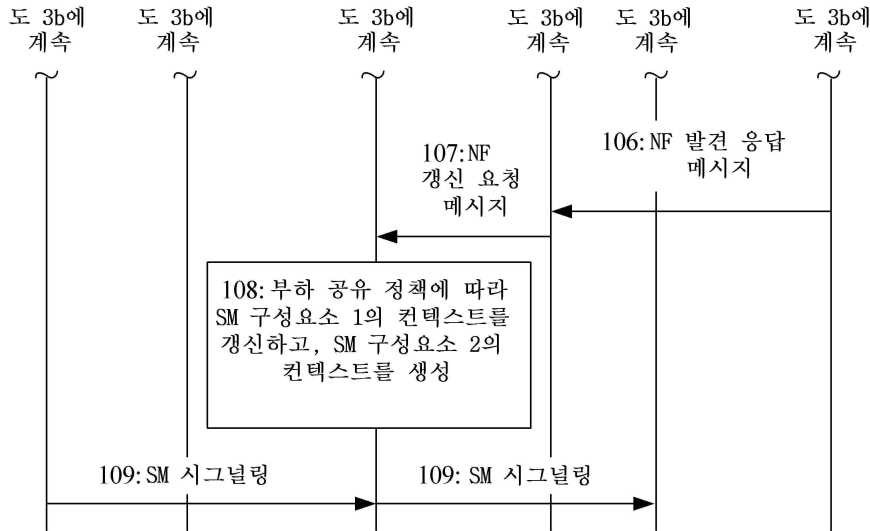 도 3b에 도 3b에 도 3b에 도 3b에 도 3b에 도 3b에
계속 계속 계속 계속 계속 계속
106:NF 발견 응답
메시지
107:NF
갱신 요청
메시지
108:부하 공유 정책에 따라
SM 구성요소 1의 컨텍스트를
갱신하고, SM 구성요소 2의
컨텍스트를 생성
109:SM 시그널링 109: SM 시그널링